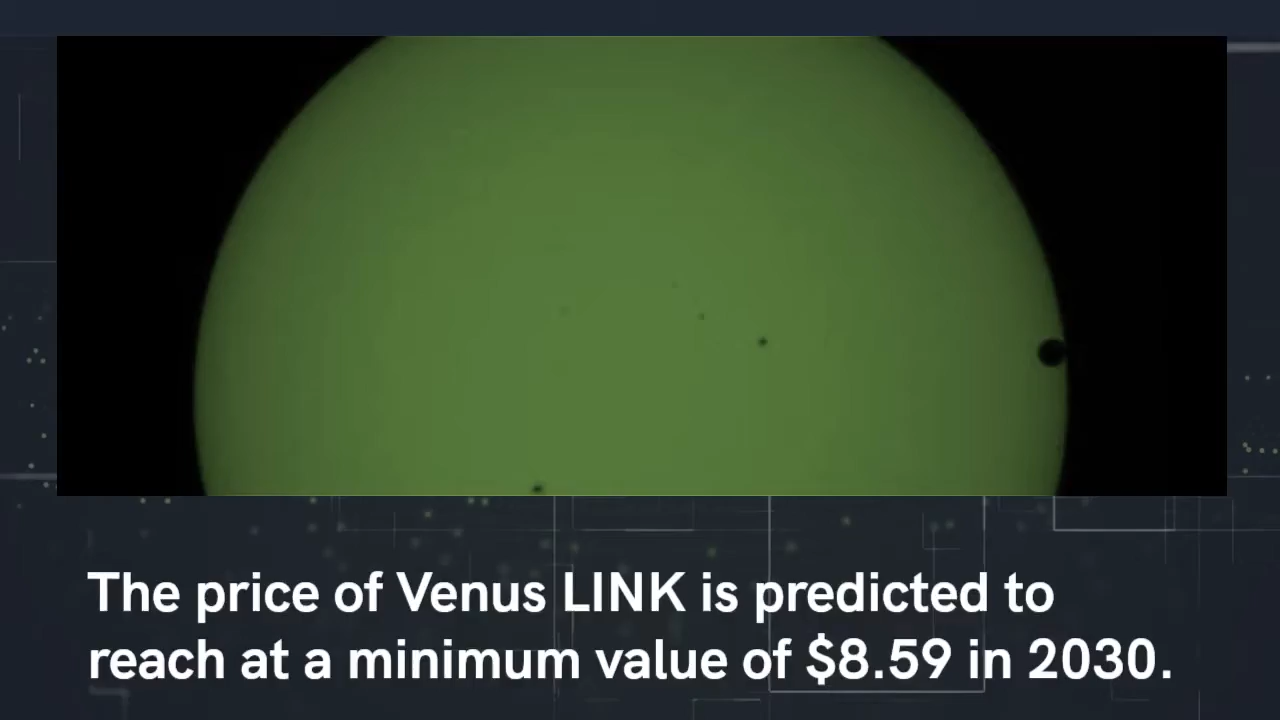 The price of Venus LINK is predicted to
reach at a minimum value of $8.59 in 2030.